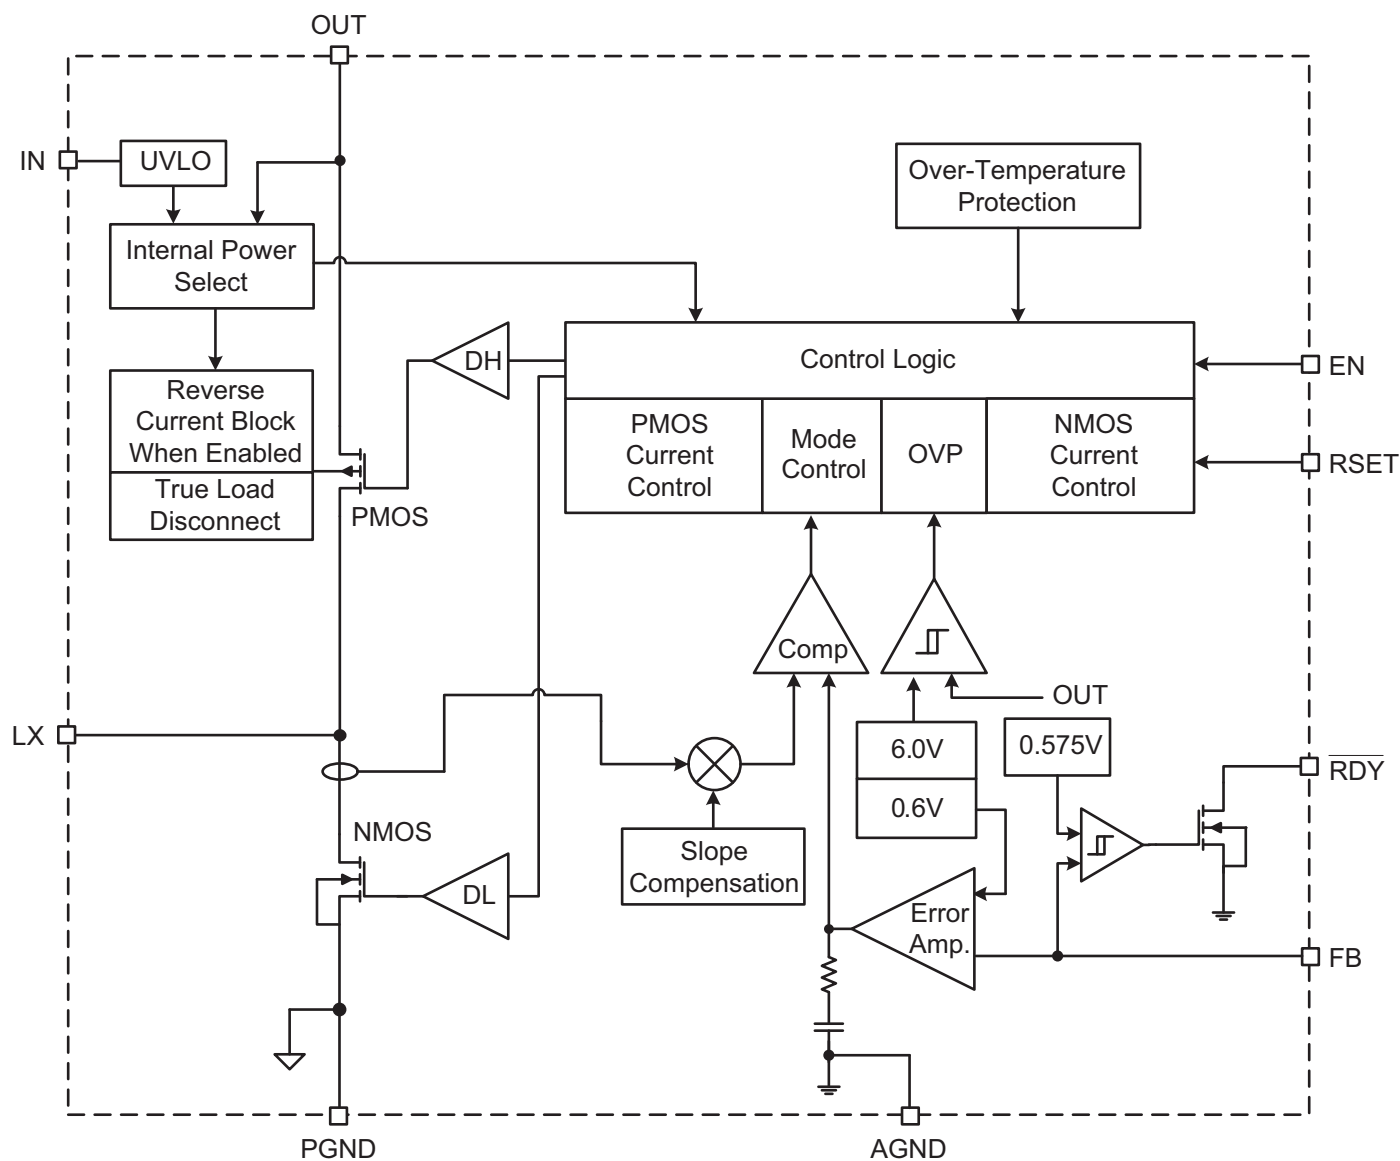 OUT
IN
UVLO
Over-Temperature
Protection
Internal Power
Select
DH
Control Logic
EN
Reverse
Current Block
When Enabled
True Load
Disconnect
PMOS
PMOS
Current
Control
Mode
Control
OVP
NMOS
Current
Control
RSET
Comp
OUT
LX
6.0V
0.6V
0.575V
RDY
NMOS
Slope
Compensation
DL
Error
Amp.
FB
PGND
AGND